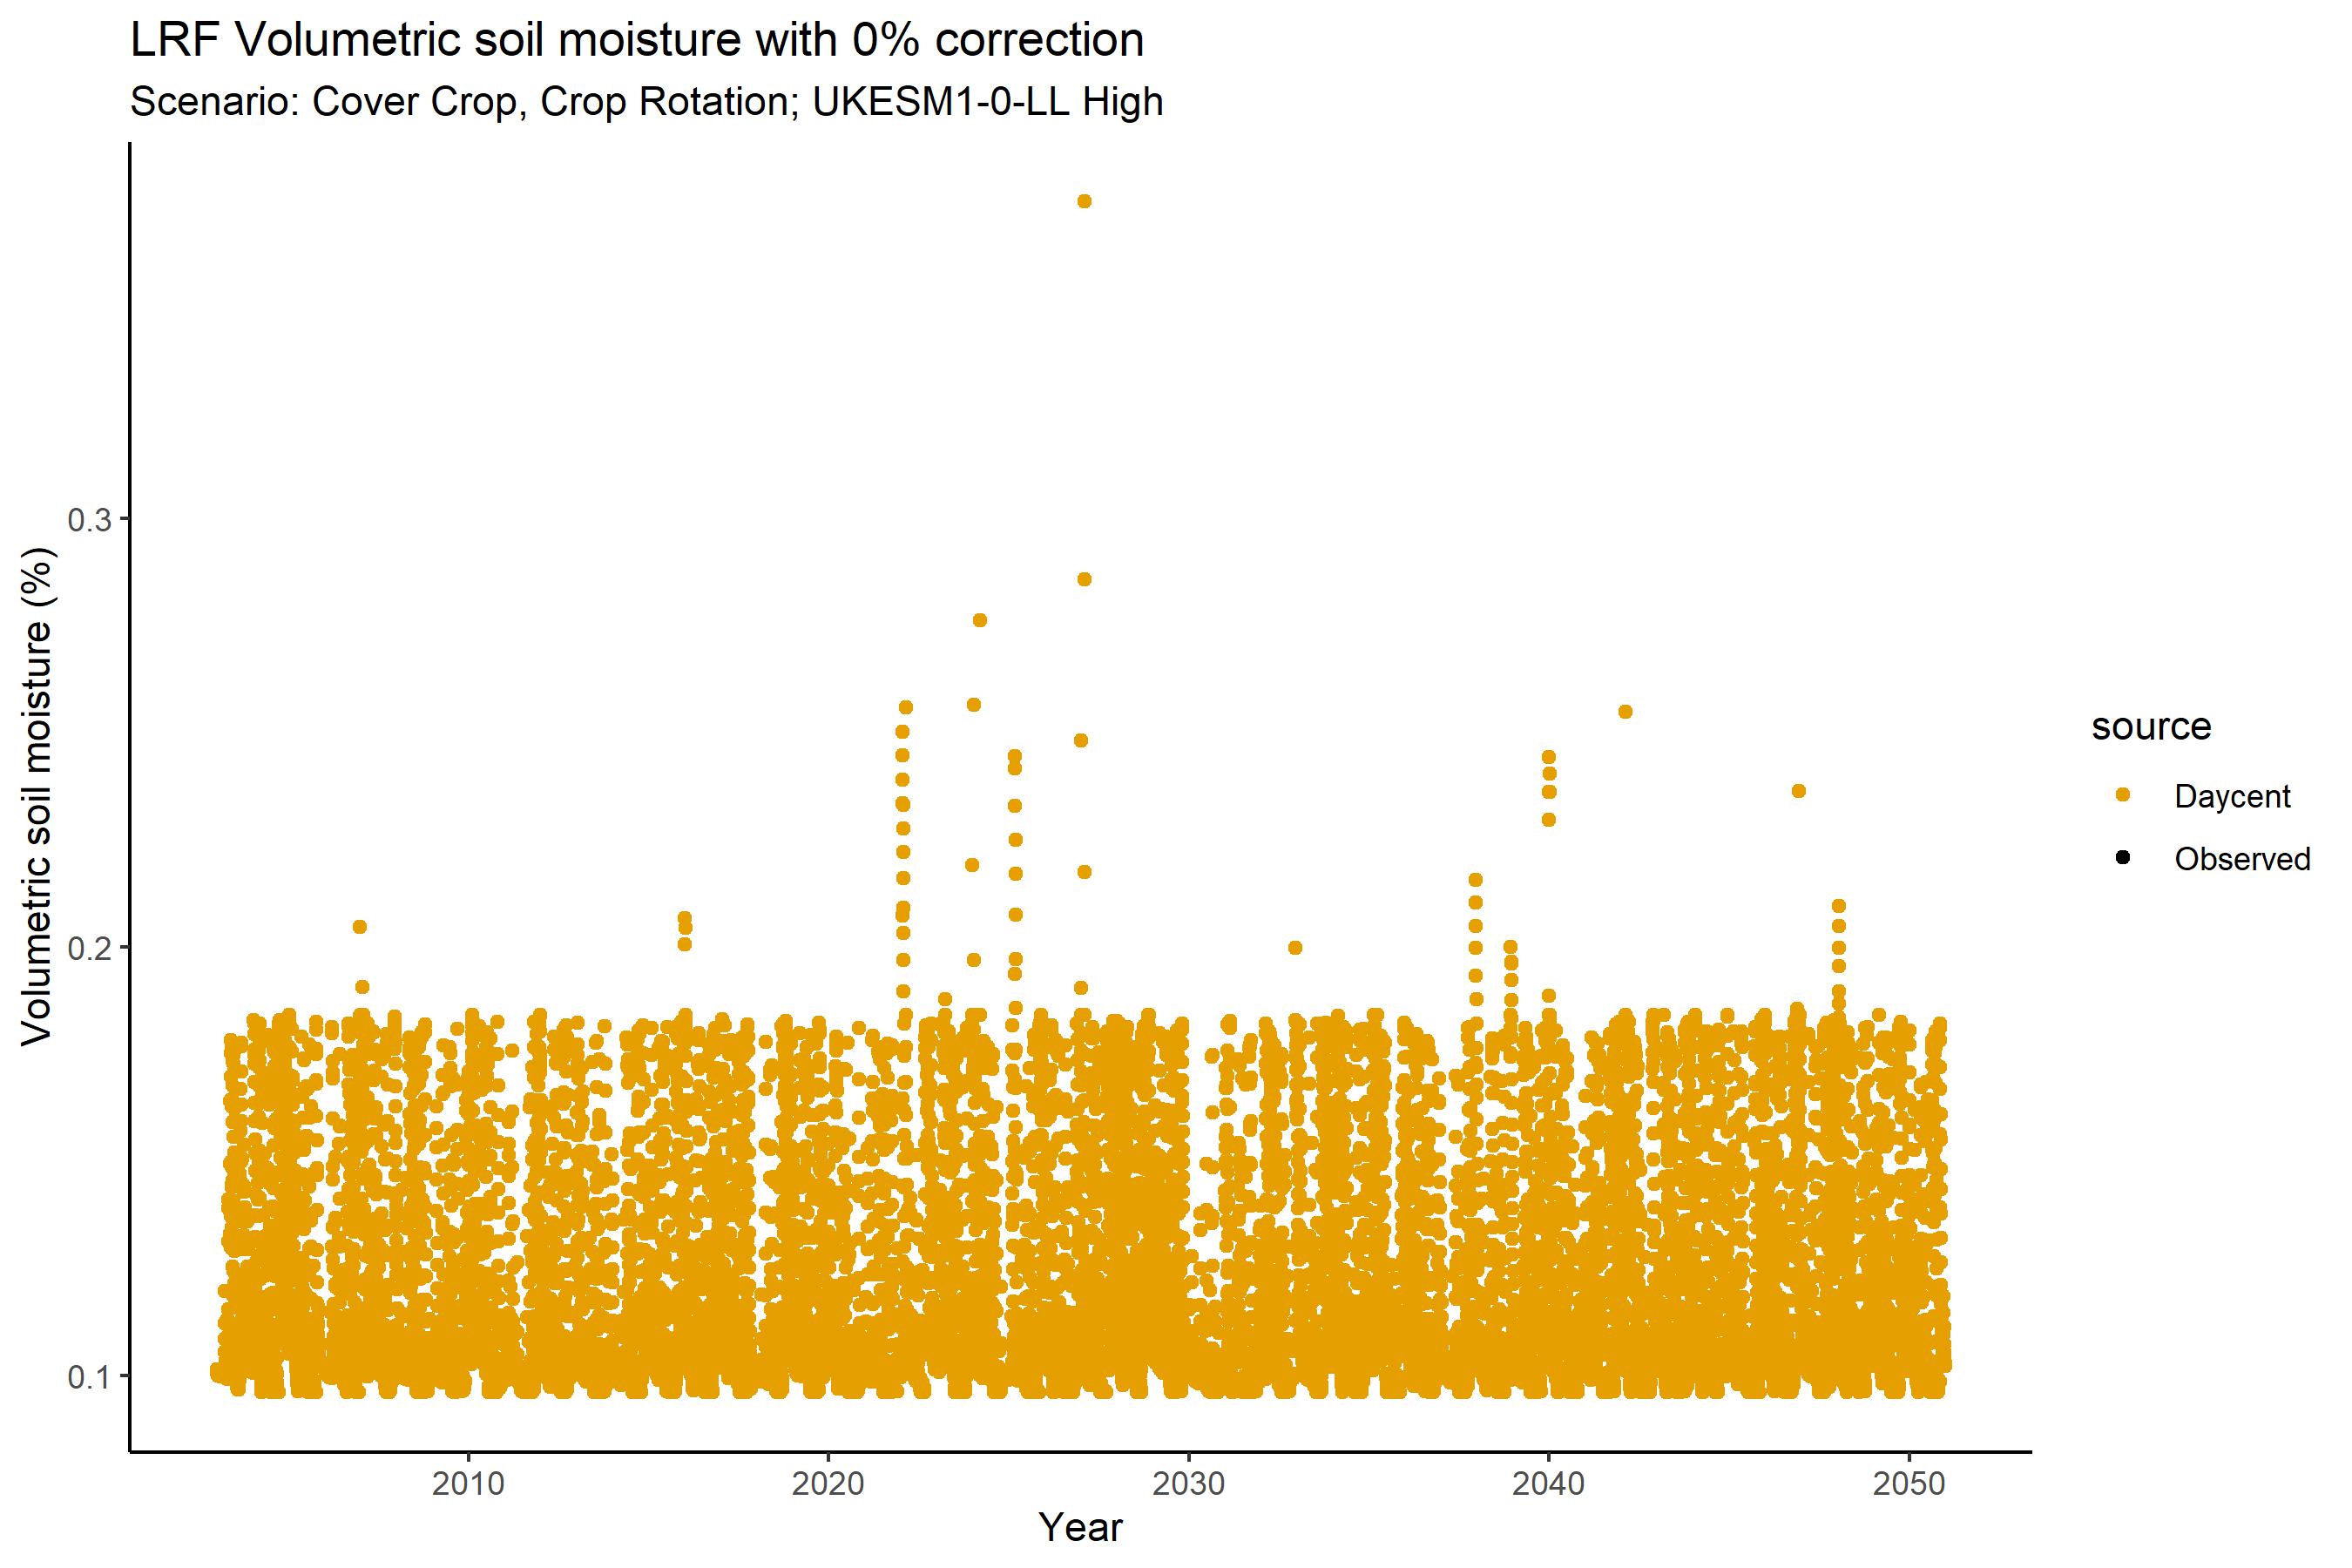 LRF Volumetric soil moisture with 0% correction
Scenario: Cover Crop, Crop Rotation; UKESM1-0-LL High
Volumetric soil moisture (%)
0.3
0.2
0.1
2010 2020 2030 2040 2050
Year
source
Daycent
Observed